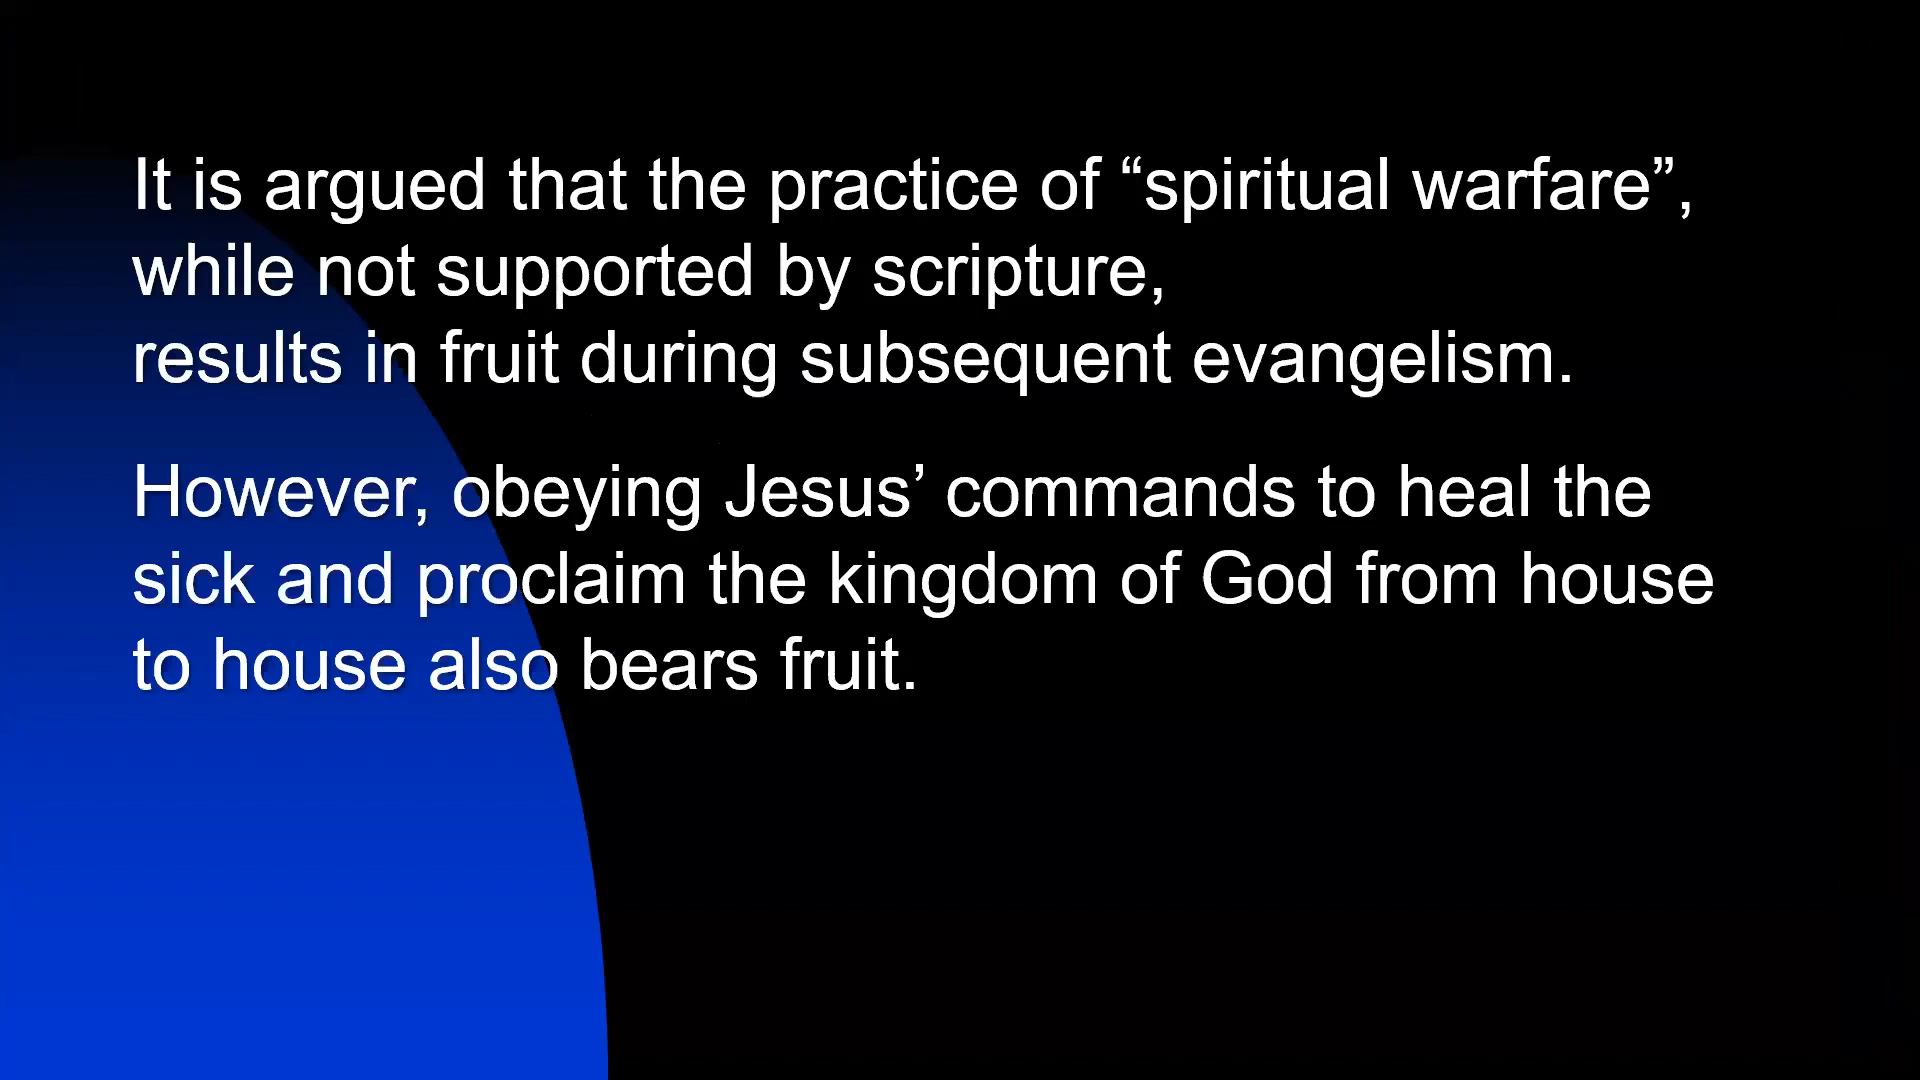 It is argued that the practice of “spiritual warfare”,
while not supported by scripture,
results in fruit during subsequent evangelism.
However, obeying Jesus’ commands to heal the
sick and proclaim the kingdom of God from house
to house also bears fruit.